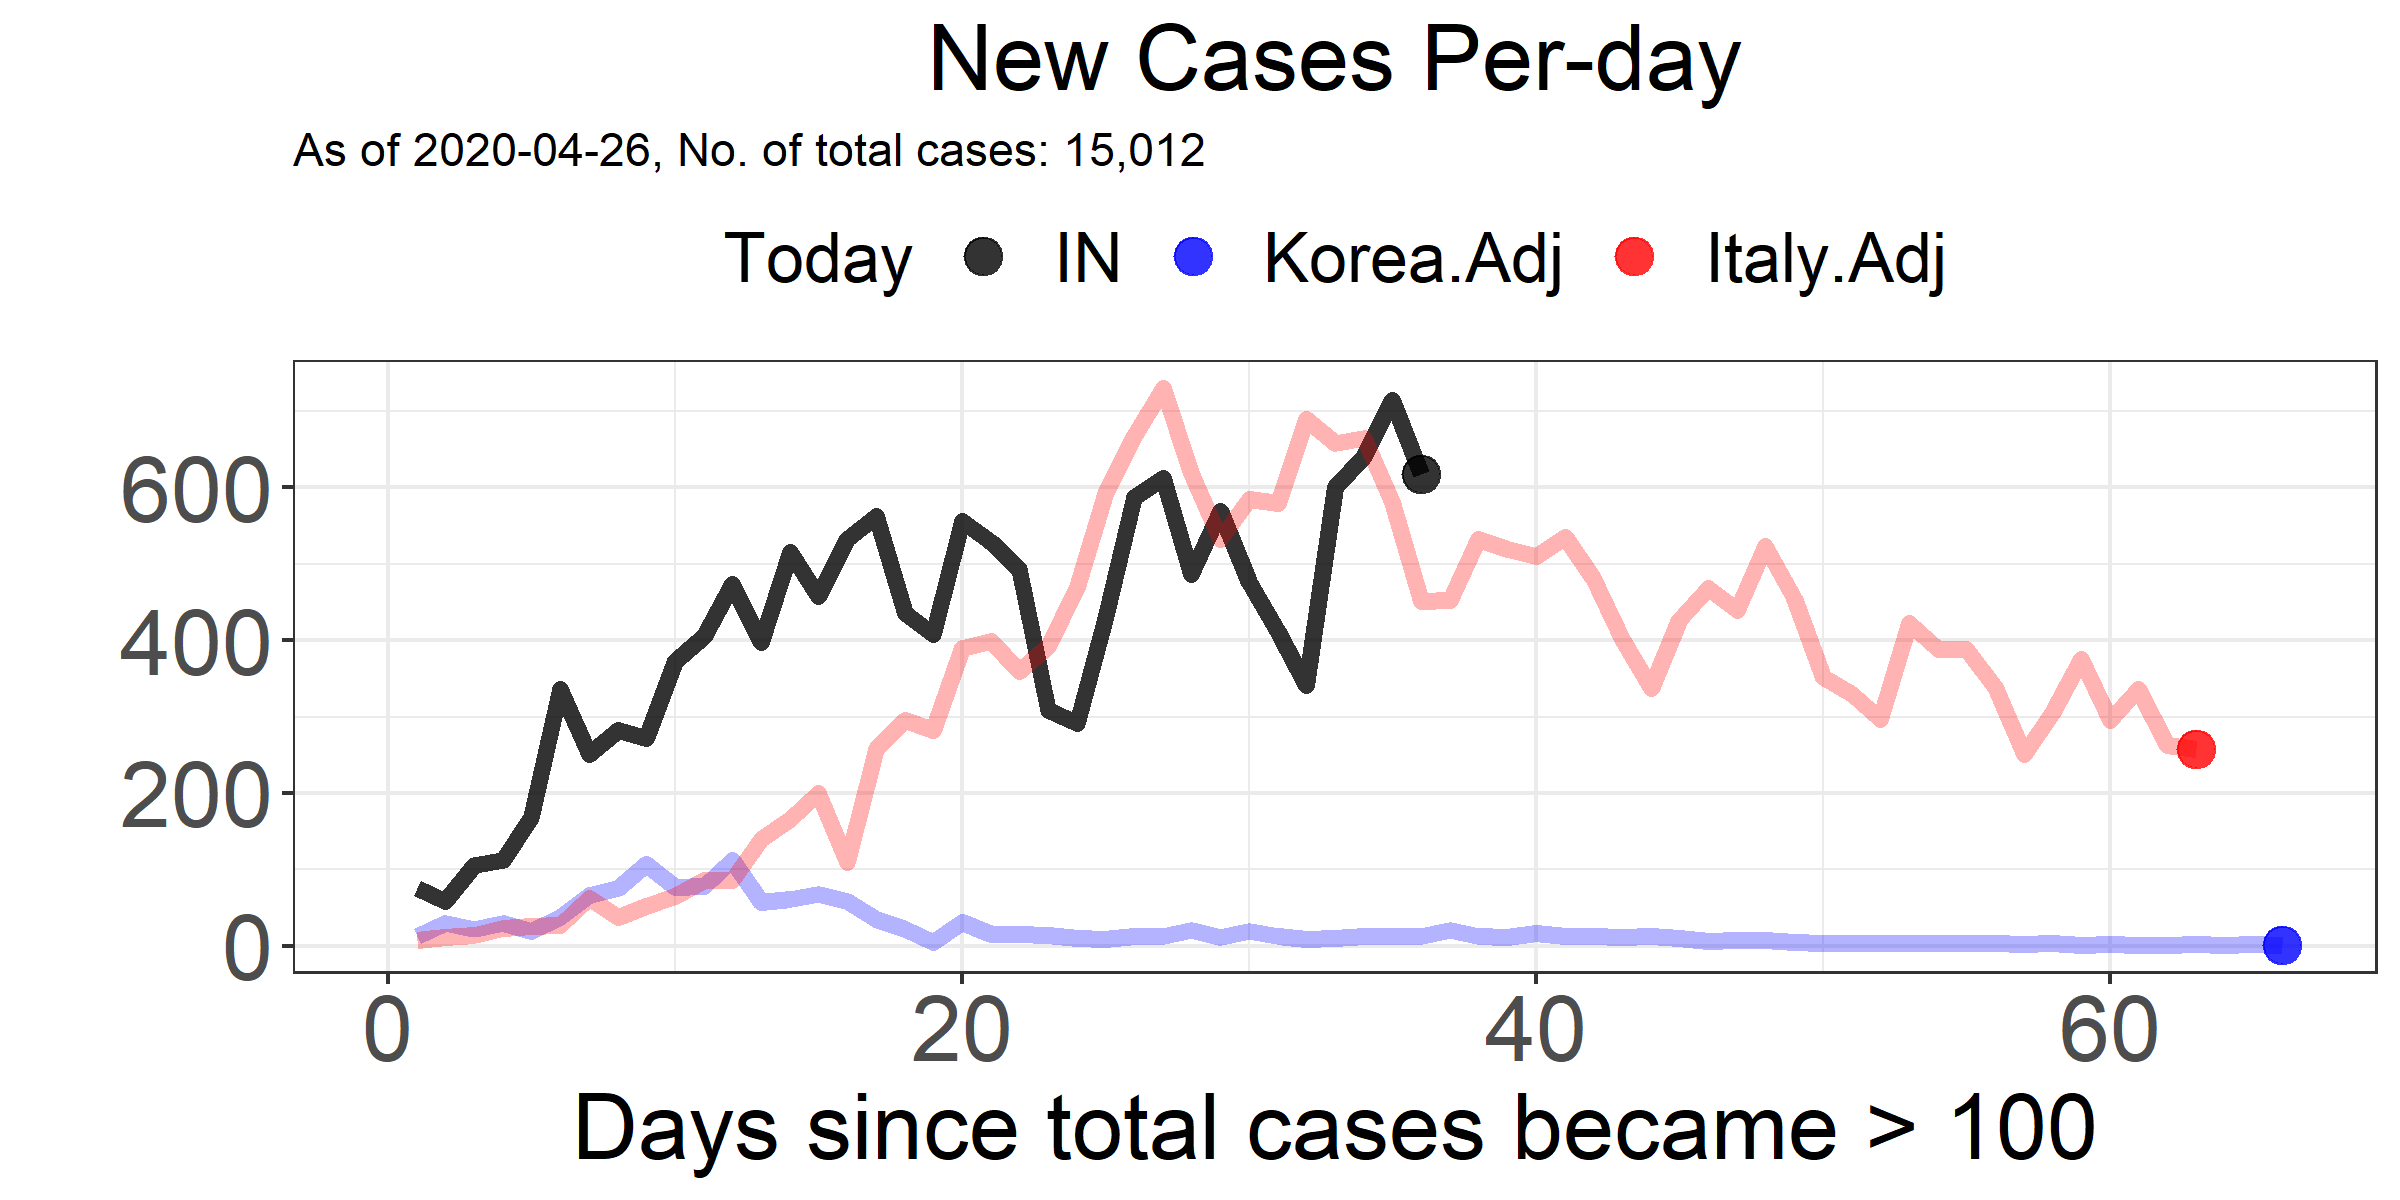 New Cases Per-day
As of 2020-04-26, No. of total cases: 15,012
Today IN Korea.Adj Italy.Adj
600
400
200
0
0 20 40 60
Days since total cases became > 100